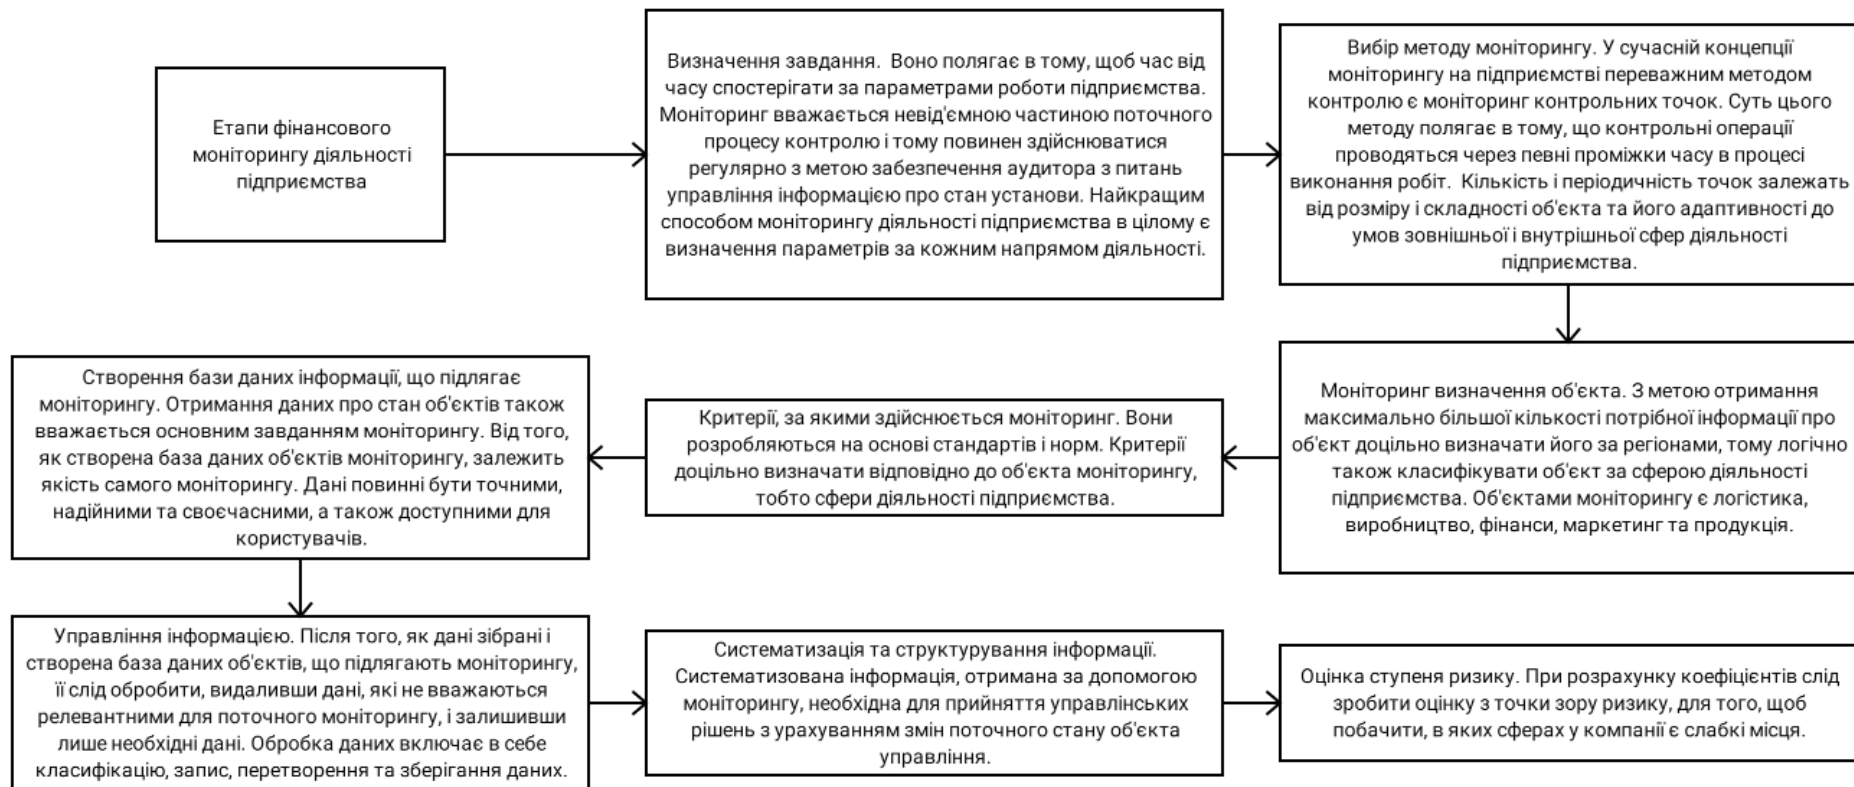 Етапи фінансового
моніторингу діяльності
підприємства
Визначення завдання.  Воно полягає в тому, щоб час від
часу спостерігати за параметрами роботи підприємства.
Моніторинг вважається невід'ємною частиною поточного
процесу контролю і тому повинен здійснюватися
регулярно з метою забезпечення аудитора з питань
управління інформацією про стан установи. Найкращим
способом моніторингу діяльності підприємства в цілому є
визначення параметрів за кожним напрямом діяльності.
Вибір методу моніторингу. У сучасній концепції
моніторингу на підприємстві переважним методом
контролю є моніторинг контрольних точок. Суть цього
методу полягає в тому, що контрольні операції
проводяться через певні проміжки часу в процесі
виконання робіт.  Кількість і періодичність точок залежать
від розміру і складності об'єкта та його адаптивності до
умов зовнішньої і внутрішньої сфер діяльності
підприємства.
Моніторинг визначення об'єкта. З метою отримання
максимально більшої кількості потрібної інформації про
об'єкт доцільно визначати його за регіонами, тому логічно
також класифікувати об'єкт за сферою діяльності
підприємства. Об'єктами моніторингу є логістика,
виробництво, фінанси, маркетинг та продукція.
Критерії, за якими здійснюється моніторинг. Вони
розробляються на основі стандартів і норм. Критерії
доцільно визначати відповідно до об'єкта моніторингу,
тобто сфери діяльності підприємства.
Створення бази даних інформації, що підлягає
моніторингу. Отримання даних про стан об'єктів також
вважається основним завданням моніторингу. Від того,
як створена база даних об'єктів моніторингу, залежить
якість самого моніторингу. Дані повинні бути точними,
надійними та своєчасними, а також доступними для
користувачів.
Управління інформацією. Після того, як дані зібрані і
створена база даних об'єктів, що підлягають моніторингу,
її слід обробити, видаливши дані, які не вважаються
релевантними для поточного моніторингу, і залишивши
лише необхідні дані. Обробка даних включає в себе
класифікацію, запис, перетворення та зберігання даних.
Систематизація та структурування інформації.
Систематизована інформація, отримана за допомогою
моніторингу, необхідна для прийняття управлінських
рішень з урахуванням змін поточного стану об'єкта
управління.
Оцінка ступеня ризику. При розрахунку коефіцієнтів слід
зробити оцінку з точки зору ризику, для того, щоб
побачити, в яких сферах у компанії є слабкі місця.